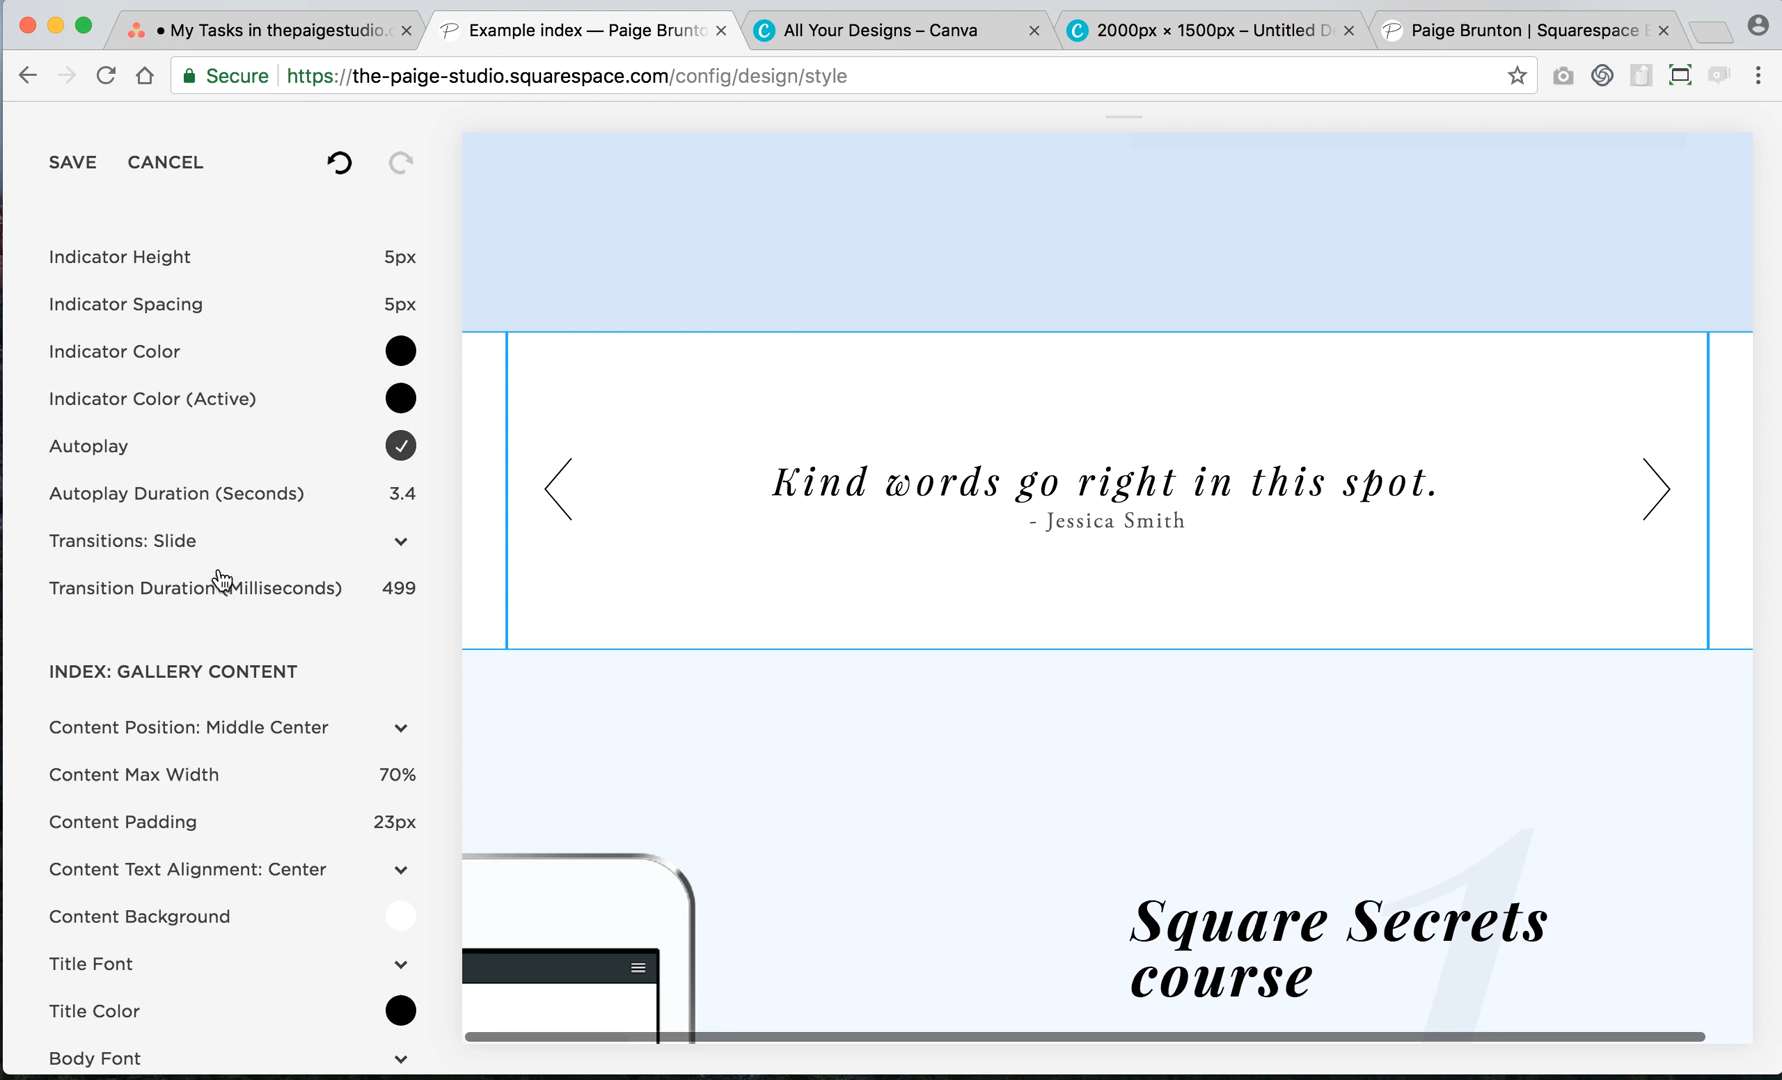 • My Tasks in thepaigestudio.c
Example index — Paige Brunto
All Your Designs – Canva
2000px × 1500px – Untitled D
Paige Brunton | Squarespace E
Secure https://the-paige-studio.squarespace.com/config/design/style
SAVE CANCEL
Indicator Height 5px
Indicator Spacing 5px
Indicator Color
Indicator Color (Active)
Autoplay
Autoplay Duration (Seconds) 3.4
Transitions: Slide
Transition Duration (Milliseconds) 499
INDEX: GALLERY CONTENT
Content Position: Middle Center
Content Max Width 70%
Content Padding 23px
Content Text Alignment: Center
Content Background
Title Font
Title Color
Body Font
Kind words go right in this spot.
- Jessica Smith
1
Square Secrets
course